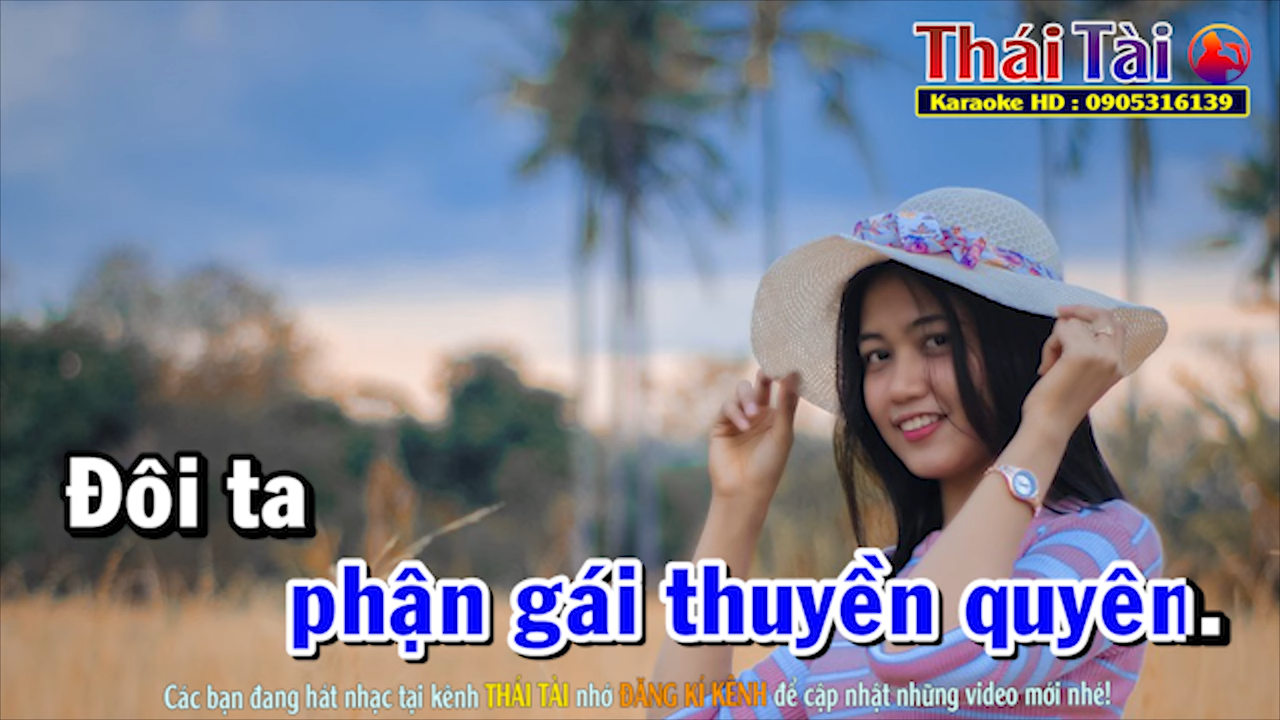 Thái Tài
Karaoke HD : 0905316139
Đôi ta
phận gái thuyền quyên.
Các bạn đang hát nhạc tại kênh THÁI TÀI nhớ ĐĂNG KÍ KÊNH để cập nhật những video mới nhé!